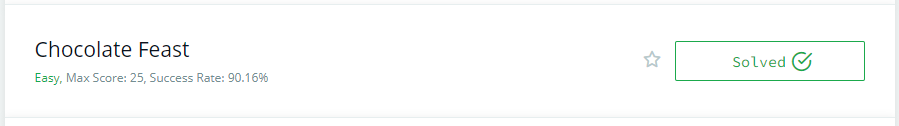 Chocolate Feast
Solved
Easy, Max Score: 25, Success Rate: 90.16%